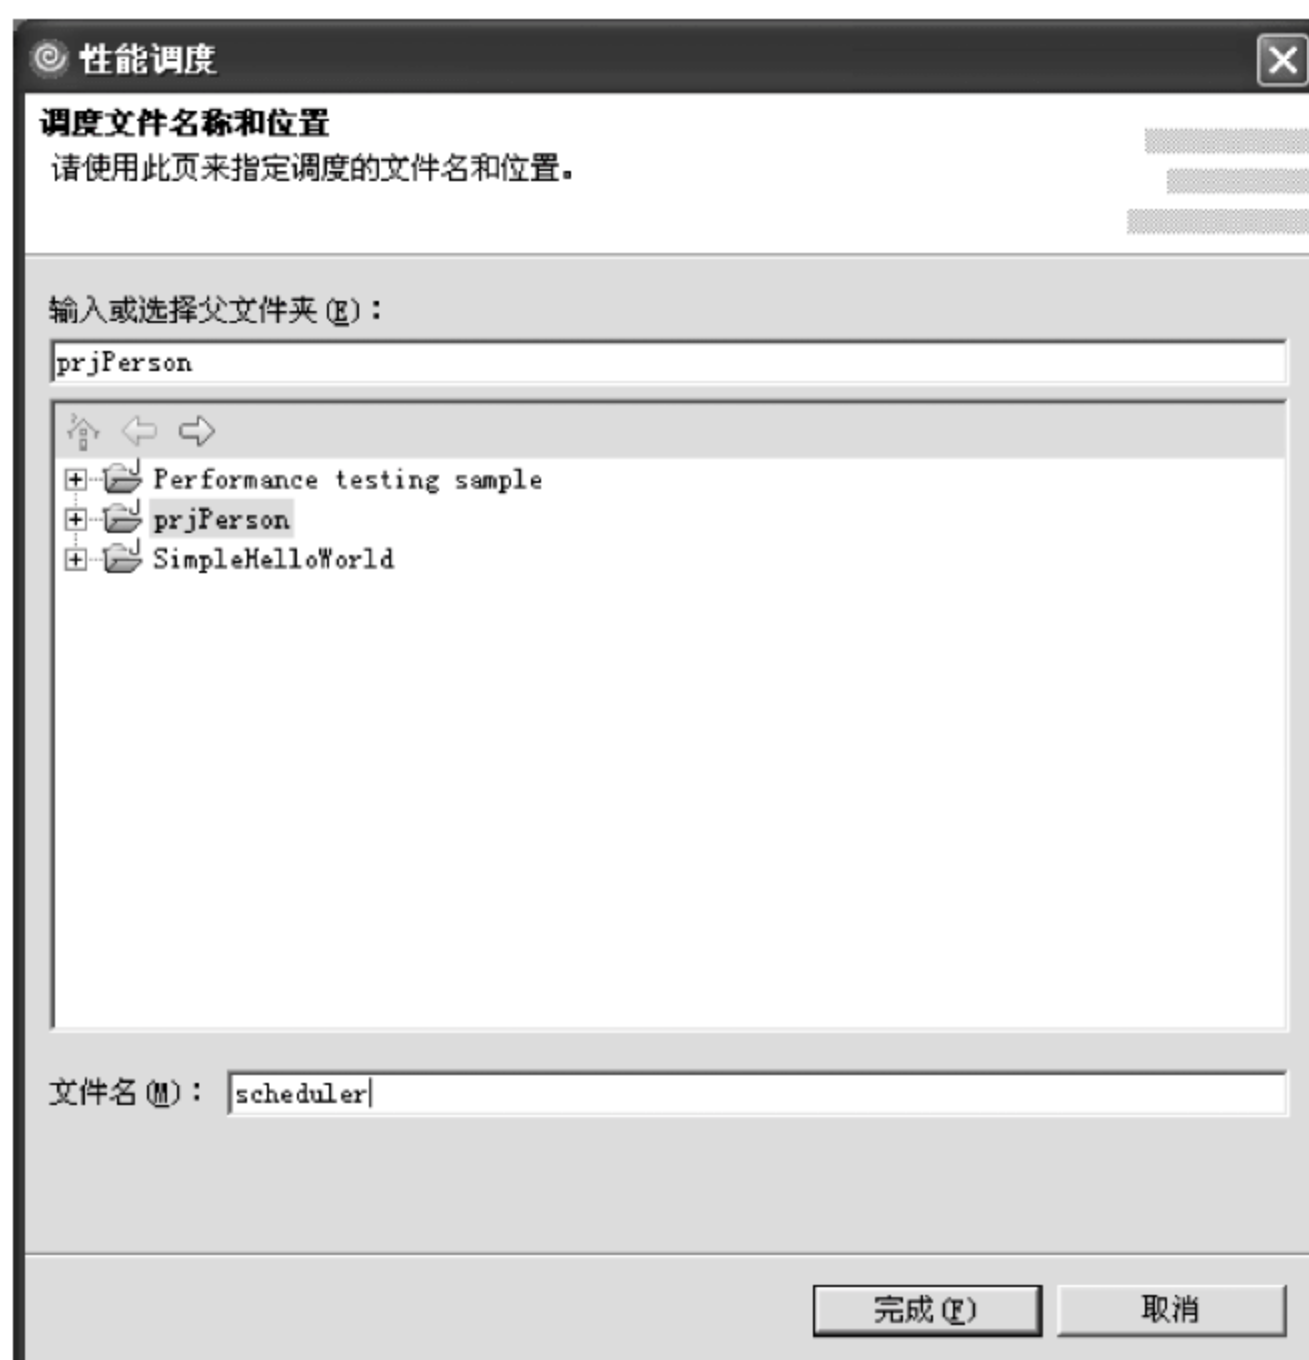 性能调度
调度文件名称和位置
请使用此页来指定调度的文件名和位置。
输入或选择父文件夹(E)：
prjPerson
Performance testing sample
prjPerson
SimpleHelloWorld
文件名(M)： scheduler
完成(F) 取消